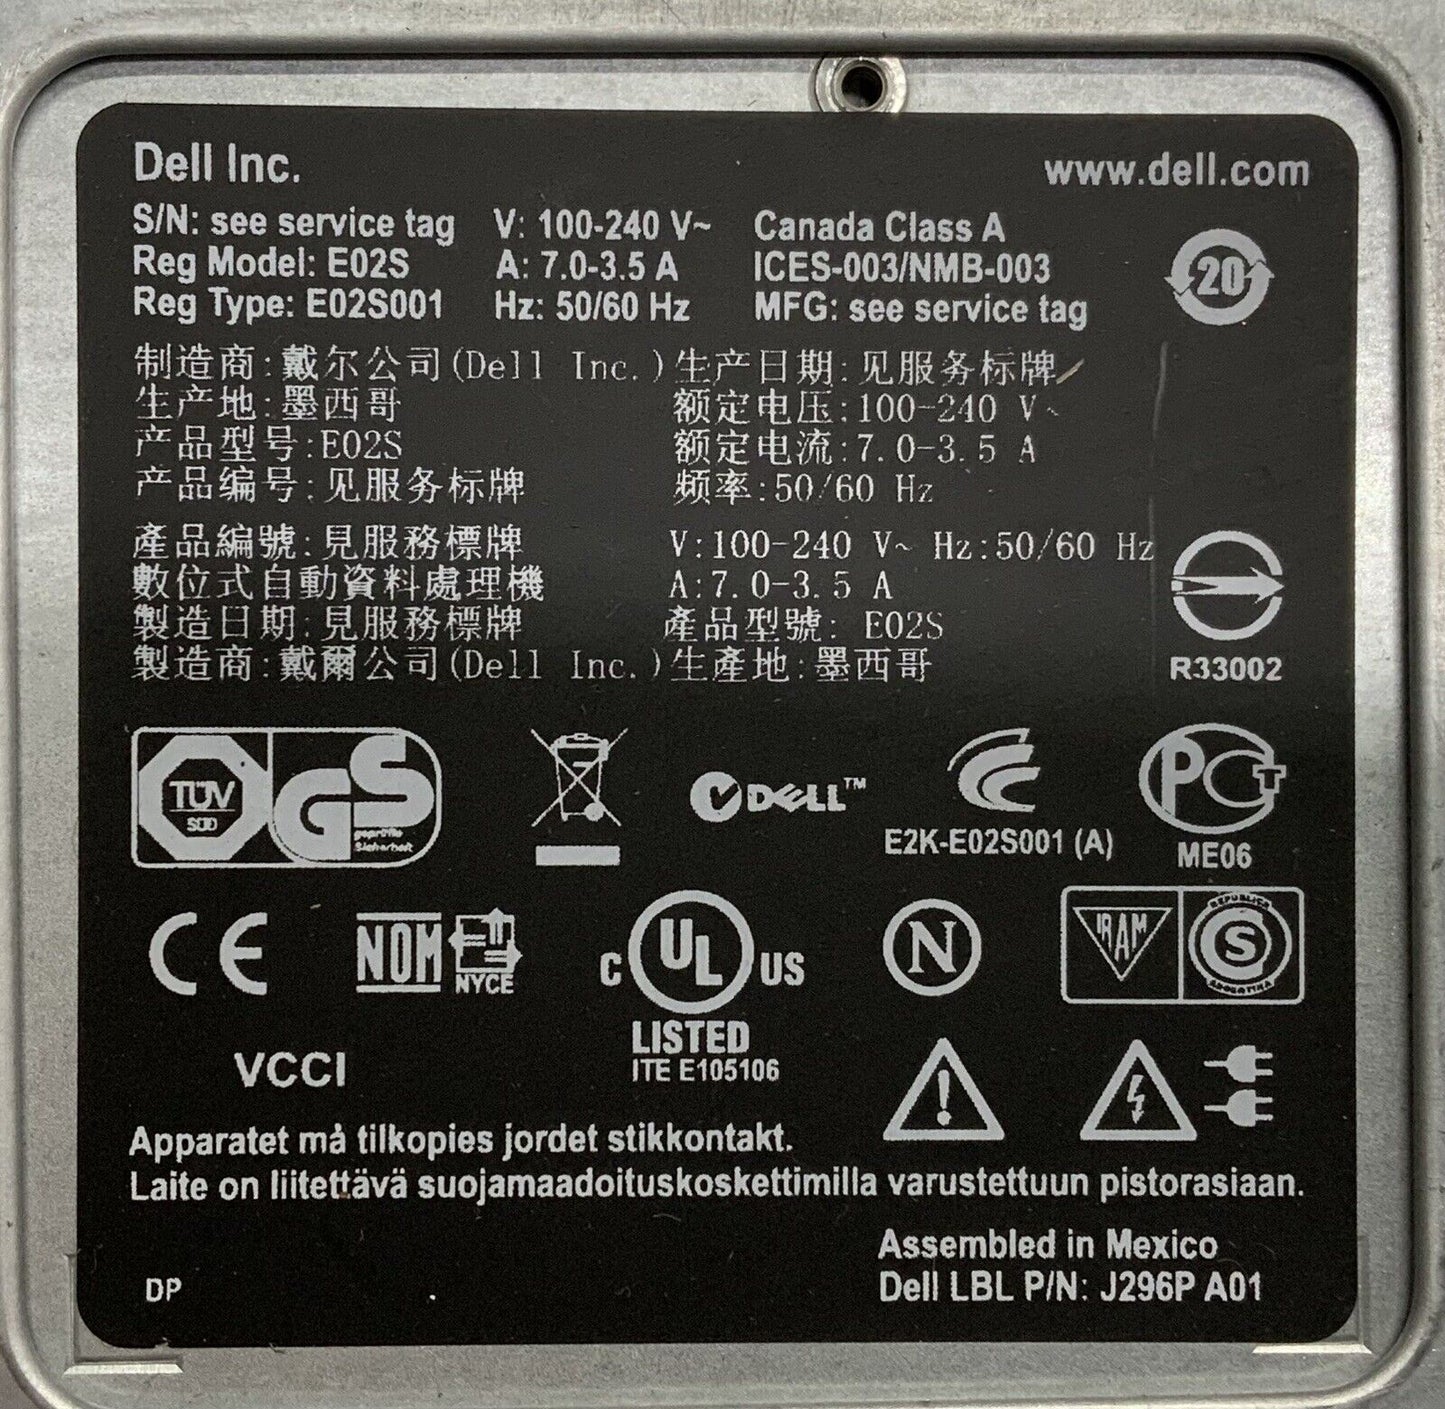 Dell Inc. www.dell.com
S/N: see service tag V: 100-240 V~ Canada Class A
Reg Model: E02S A: 7.0-3.5 A ICES-003/NMB-003
Reg Type: E02S001 Hz: 50/60 Hz MFG: see service tag
20
制造商:戴尔公司(Dell Inc.)生产日期:见服务标牌
生产地:墨西哥 额定电压:100-240 V~
产品型号:E02S 额定电流:7.0-3.5 A
产品编号:见服务标牌 频率:50/60 Hz
產品編號:見服務標牌 V:100-240 V~ Hz:50/60 Hz
數位式自動資料處理機 A:7.0-3.5 A
製造日期:見服務標牌 產品型號: E02S
製造商:戴爾公司(Dell Inc.)生產地:墨西哥
R33002
TÜV
SÜD
GS
geprüfte
Sicherheit
DELL™
E2K-E02S001 (A)
PCT
ME06
CE
NOM
NYCE
C UL US
LISTED
ITE E105106
N
IRAM
REPUBLICA
S
ARGENTINA
VCCI
Apparatet må tilkopies jordet stikkontakt.
Laite on liitettävä suojamaadoituskoskettimilla varustettuun pistorasiaan.
Assembled in Mexico
DP Dell LBL P/N: J296P A01